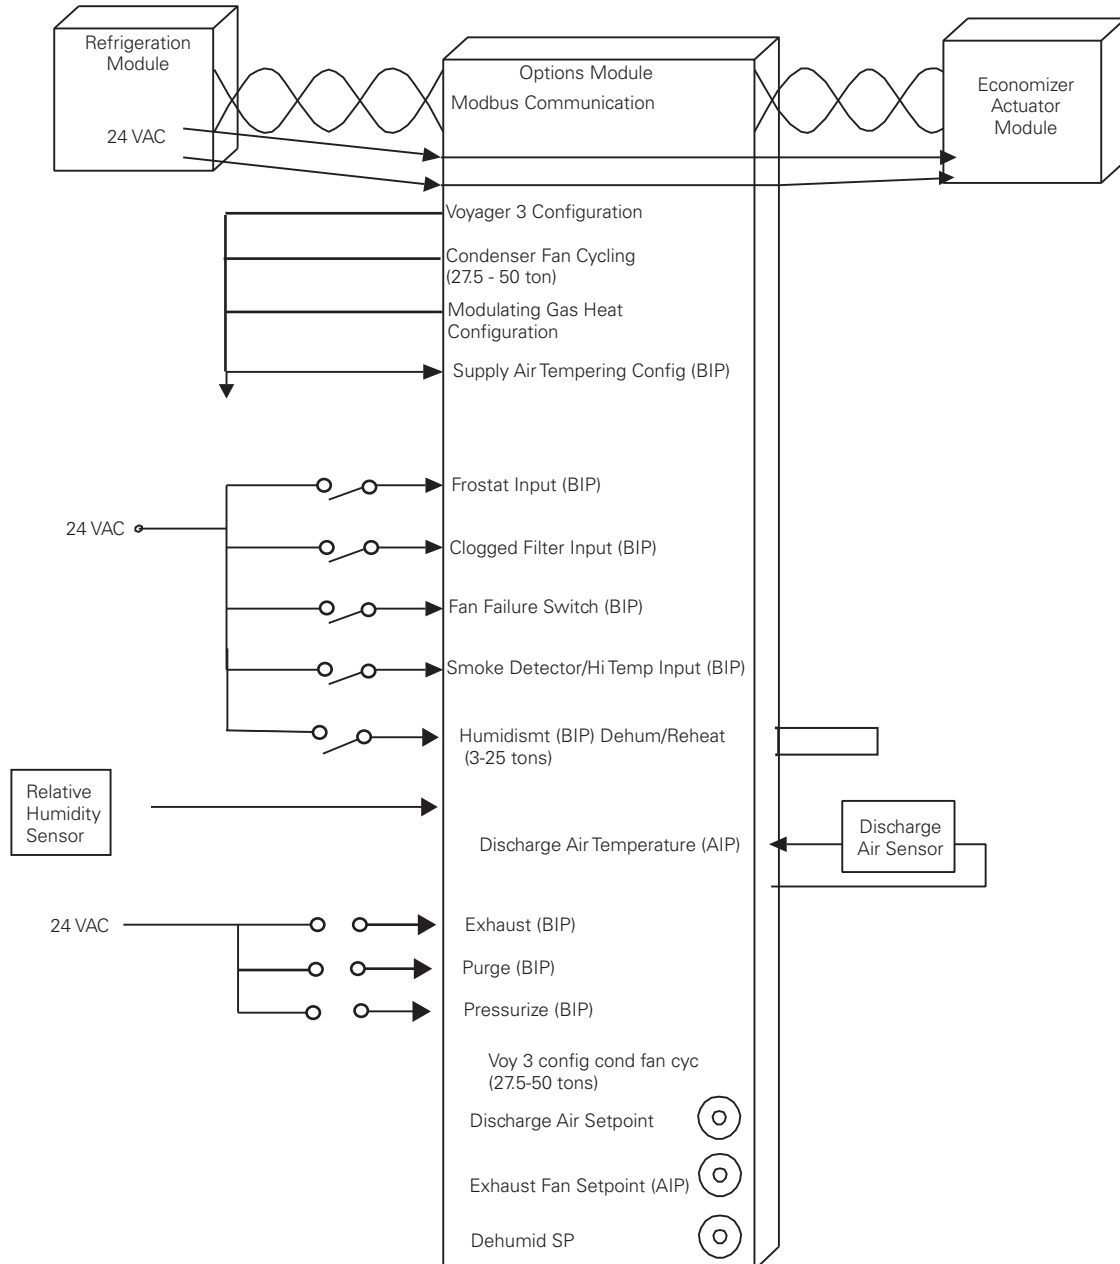 Refrigeration
Module
24 VAC
Options Module
Modbus Communication
Economizer
Actuator
Module
Voyager 3 Configuration
Condenser Fan Cycling
(27.5 - 50 ton)
Modulating Gas Heat
Configuration
Supply Air Tempering Config (BIP)
Frostat Input (BIP)
24 VAC
Clogged Filter Input (BIP)
Fan Failure Switch (BIP)
Smoke Detector/Hi Temp Input (BIP)
Humidismt (BIP) Dehum/Reheat
(3-25 tons)
Relative
Humidity
Sensor
Discharge Air Temperature (AIP)
Discharge
Air Sensor
24 VAC
Exhaust (BIP)
Purge (BIP)
Pressurize (BIP)
Voy 3 config cond fan cyc
(27.5-50 tons)
Discharge Air Setpoint
Exhaust Fan Setpoint (AIP)
Dehumid SP